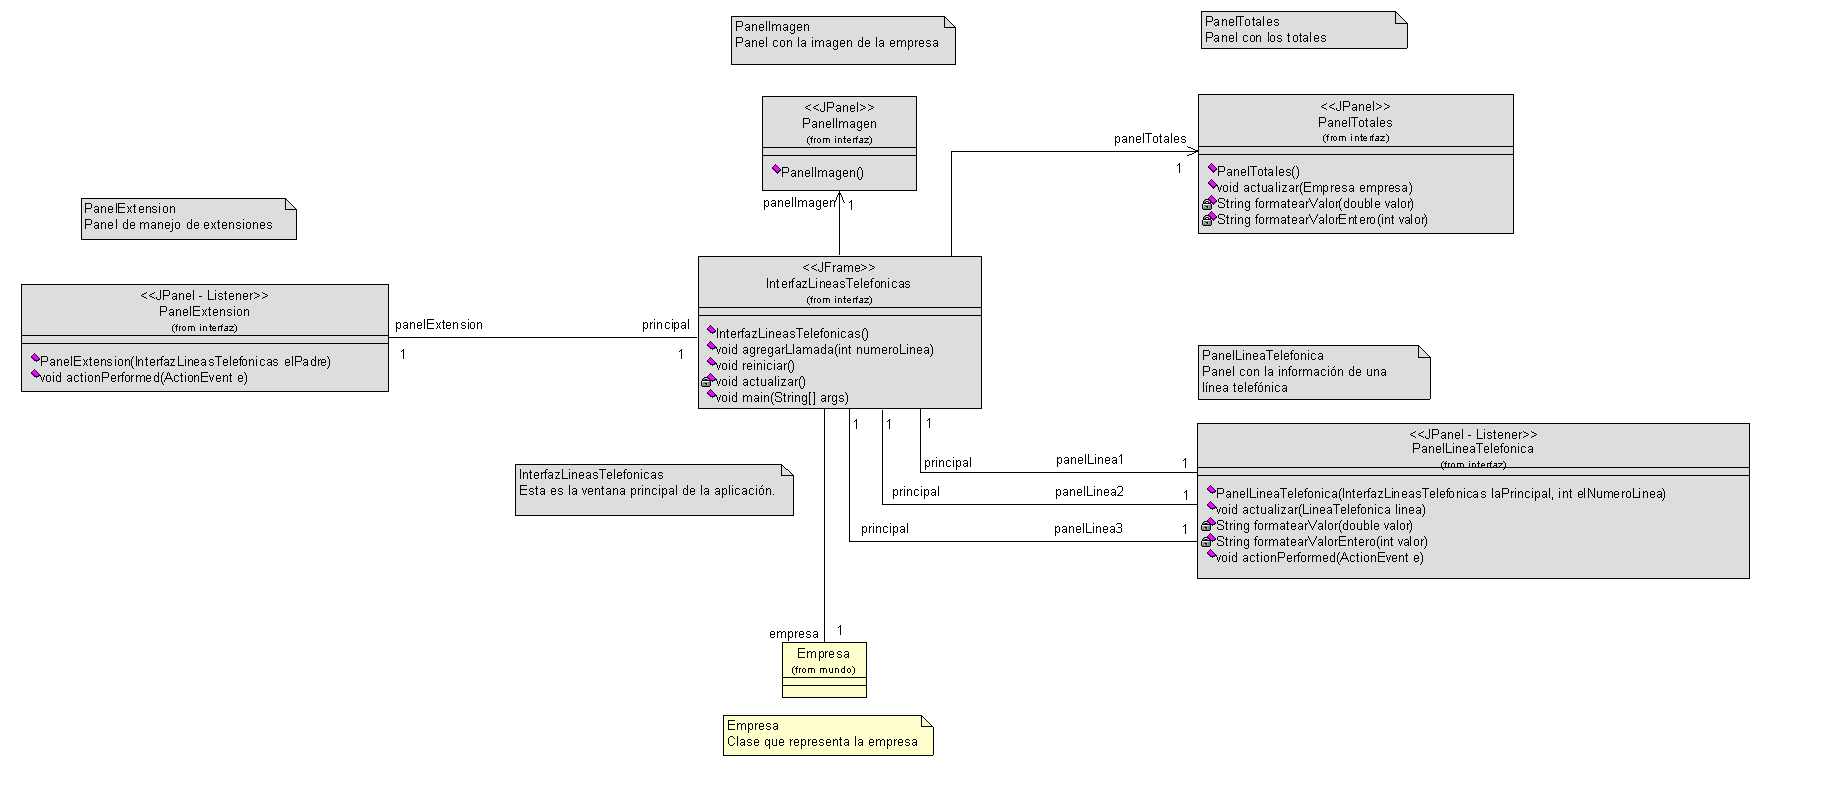 PanelImagen
Panel con la imagen de la empresa
PanelTotales
Panel con los totales
<<JPanel>>
PanelImagen
(from interfaz)
PanelImagen()
panelImagen
1
<<JPanel>>
PanelTotales
(from interfaz)
PanelTotales()
void actualizar(Empresa empresa)
String formatearValor(double valor)
String formatearValorEntero(int valor)
panelTotales
1
PanelExtension
Panel de manejo de extensiones
<<JPanel - Listener>>
PanelExtension
(from interfaz)
PanelExtension(InterfazLineasTelefonicas elPadre)
void actionPerformed(ActionEvent e)
panelExtension
1
principal
1
<<JFrame>>
InterfazLineasTelefonicas
(from interfaz)
InterfazLineasTelefonicas()
void agregarLlamada(int numeroLinea)
void reiniciar()
void actualizar()
void main(String[] args)
PanelLineaTelefonica
Panel con la información de una
línea telefónica
<<JPanel - Listener>>
PanelLineaTelefonica
(from interfaz)
PanelLineaTelefonica(InterfazLineasTelefonicas laPrincipal, int elNumeroLinea)
void actualizar(LineaTelefonica linea)
String formatearValor(double valor)
String formatearValorEntero(int valor)
void actionPerformed(ActionEvent e)
1
1
1
principal
panelLinea1
1
principal
panelLinea2
1
principal
panelLinea3
1
InterfazLineasTelefonicas
Esta es la ventana principal de la aplicación.
empresa
1
Empresa
(from mundo)
Empresa
Clase que representa la empresa